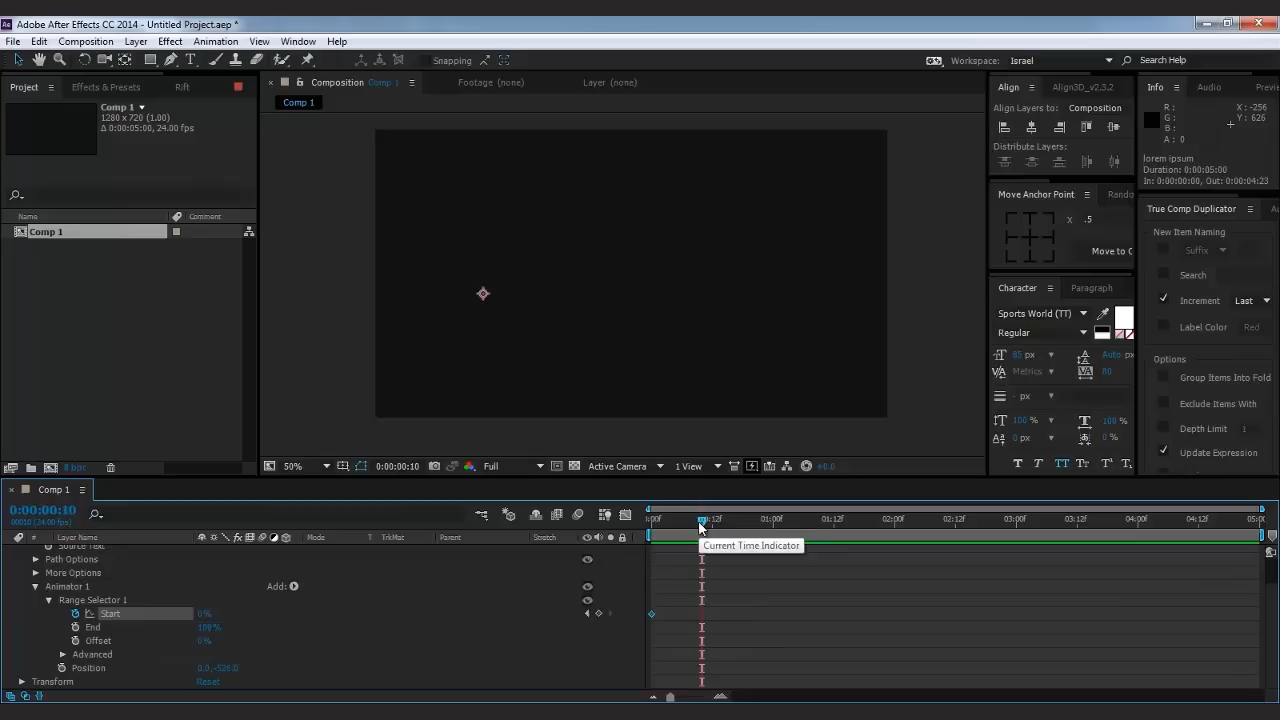 Adobe After Effects CC 2014 - Untitled Project.aep *
File Edit Composition Layer Effect Animation View Window Help
Snapping
Workspace: Israel
Search Help
Project Effects & Presets Rift
Composition Comp 1 Footage (none) Layer (none)
Align Align3D_v2.3.2
Info Audio Previ
Comp 1
1280 x 720 (1.00)
Δ 0:00:05:00, 24.00 fps
Comp 1
Align Layers to: Composition
R : X : -256
G : Y : 626
B :
A : 0
Distribute Layers:
lorem ipsum
Duration: 0:00:05:00
In: 0:00:00:00, Out: 0:00:04:23
Move Anchor Point Rando
x .5
Move to C
True Comp Duplicator
New Item Naming
Suffix
Search
Increment Last
Label Color Red
Name Comment
Comp 1
Character Paragraph
Sports World (TT)
Regular
85 px Auto px
Metrics 80
- px
100 % 100 %
0 px 0 %
TT
Options
Group Items Into Fold
Exclude Items With
Depth Limit 1
Update Expression
8 bpc
50% 0:00:00:10 Full Active Camera 1 View +0.0
Comp 1
0:00:00:10
00010 (24.00 fps)
# Layer Name Mode T TrkMat Parent Stretch
:00f 0:12f 01:00f 01:12f 02:00f 02:12f 03:00f 03:12f 04:00f 04:12f 05:0
Current Time Indicator
Source Text
Path Options
More Options
Animator 1 Add:
Range Selector 1
Start 0%
End 100%
Offset 0%
Advanced
Position 0.0,-526.0
Transform Reset